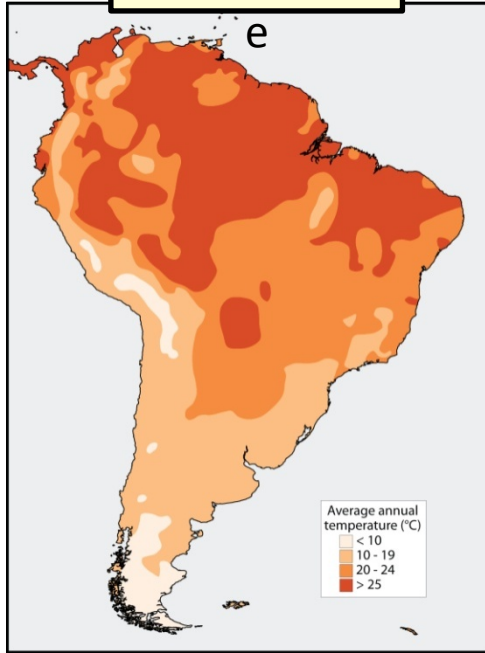 e
Average annual
temperature (°C)
< 10
10 - 19
20 - 24
> 25